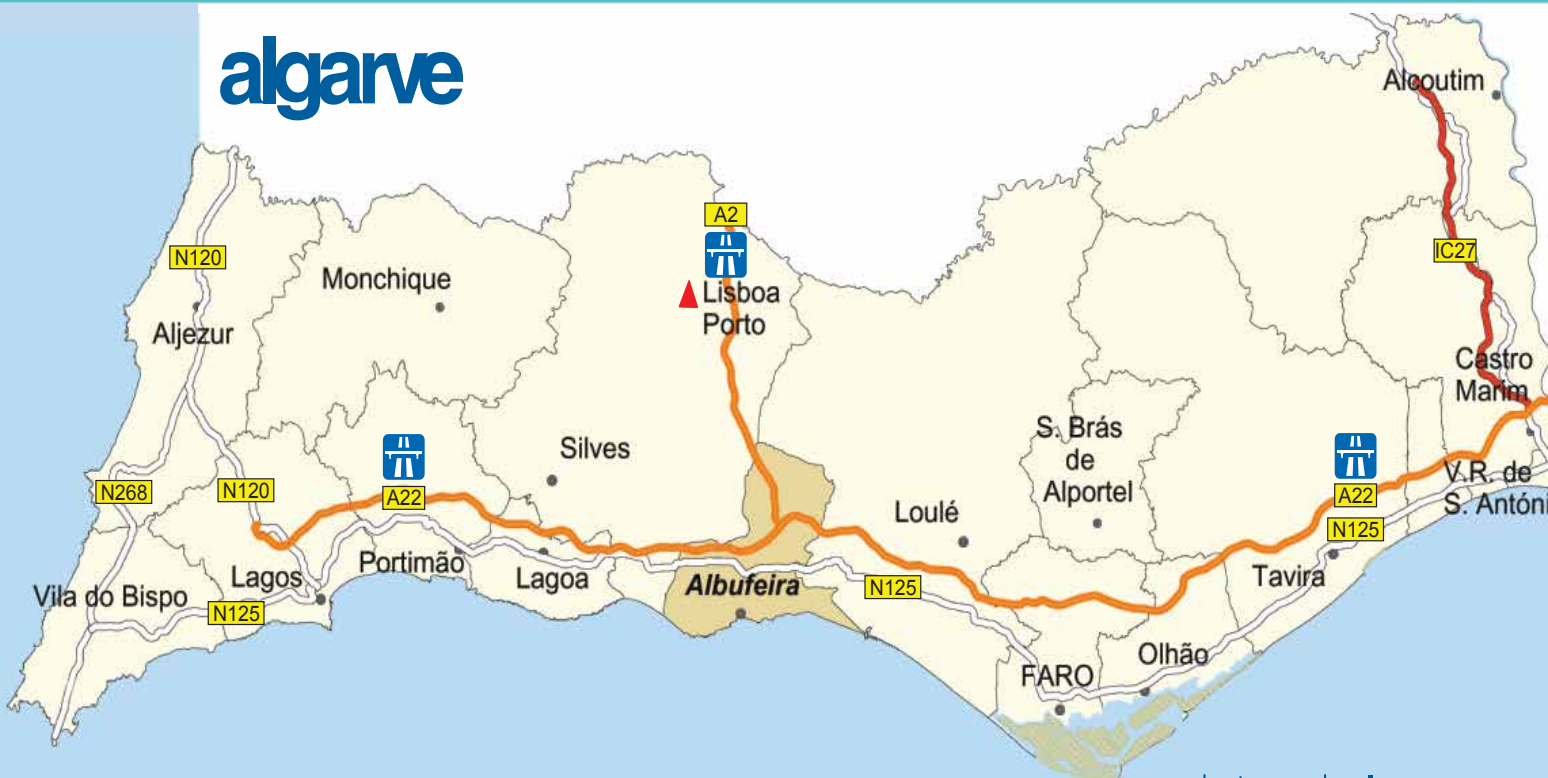 algarve
Alcoutim
A2
N120
IC27
Monchique
Lisboa
Porto
Aljezur
Castro
Marim
S. Brás
de
Alportel
Silves
N268
N120
A22
A22
V.R. de
S. Antóni
Loulé
N125
Portimão
Lagos
Lagoa
Albufeira
N125
Tavira
Vila do Bispo
N125
Olhão
FARO